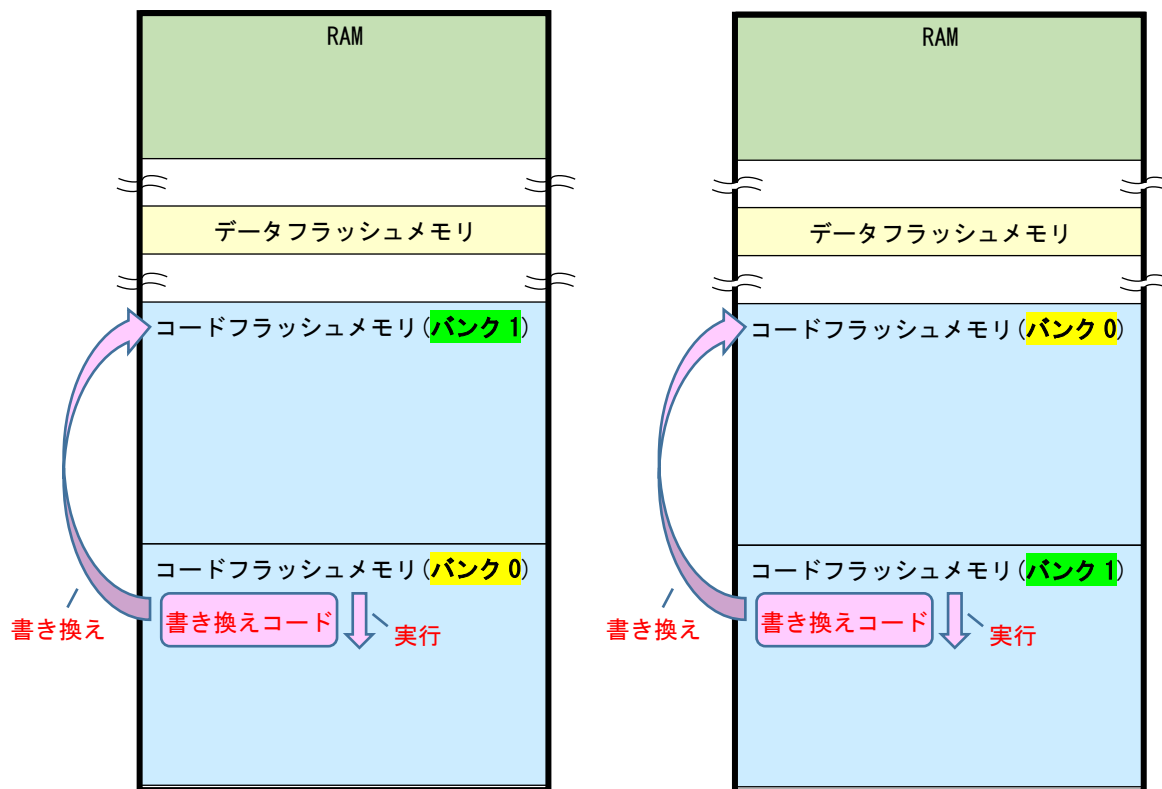 RAM
データフラッシュメモリ
コードフラッシュメモリ(バンク 1)
コードフラッシュメモリ(バンク 0)
書き換えコード
実行
書き換え
RAM
データフラッシュメモリ
コードフラッシュメモリ(バンク 0)
コードフラッシュメモリ(バンク 1)
書き換えコード
実行
書き換え